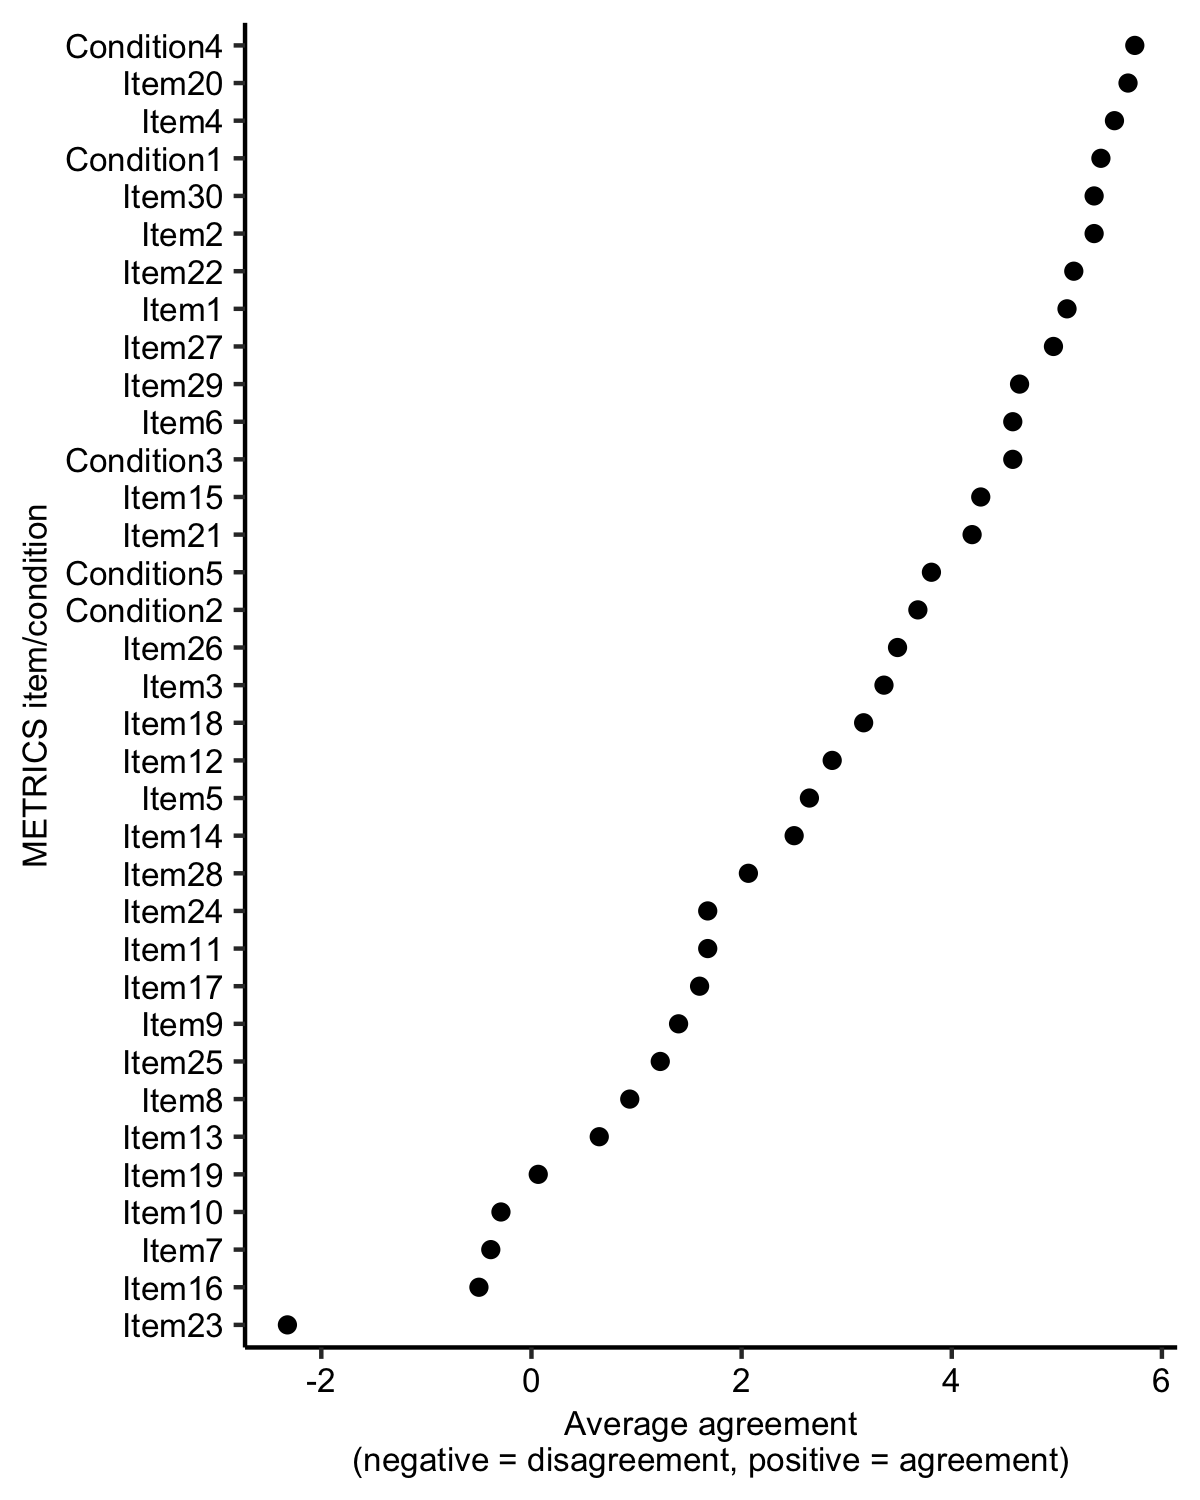 Condition4
Item20
Item4
Condition1
Item30
Item2
Item22
Item1
Item27
Item29
Item6
Condition3
Item15
Item21
Condition5
Condition2
Item26
Item3
Item18
Item12
Item5
Item14
Item28
Item24
Item11
Item17
Item9
Item25
Item8
Item13
Item19
Item10
Item7
Item16
Item23
METRICS item/condition
-2 0 2 4 6
Average agreement
(negative = disagreement, positive = agreement)